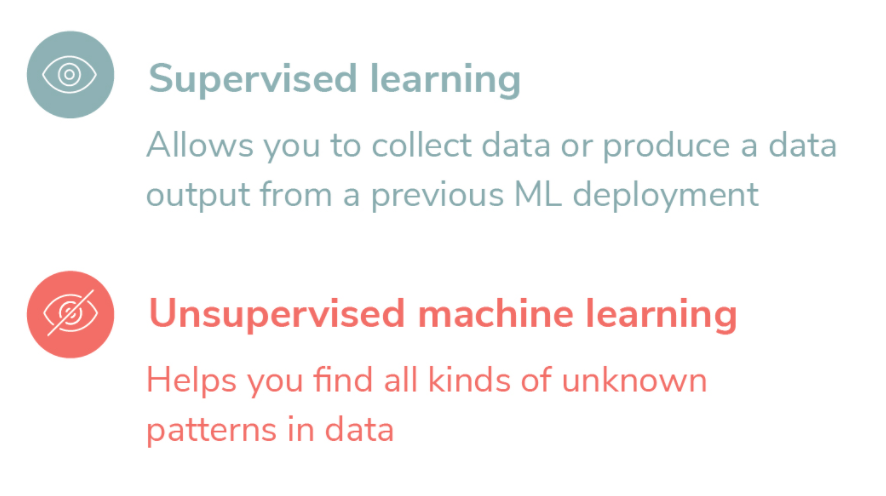 Supervised learning
Allows you to collect data or produce a data
output from a previous ML deployment
Unsupervised machine learning
Helps you find all kinds of unknown
patterns in data